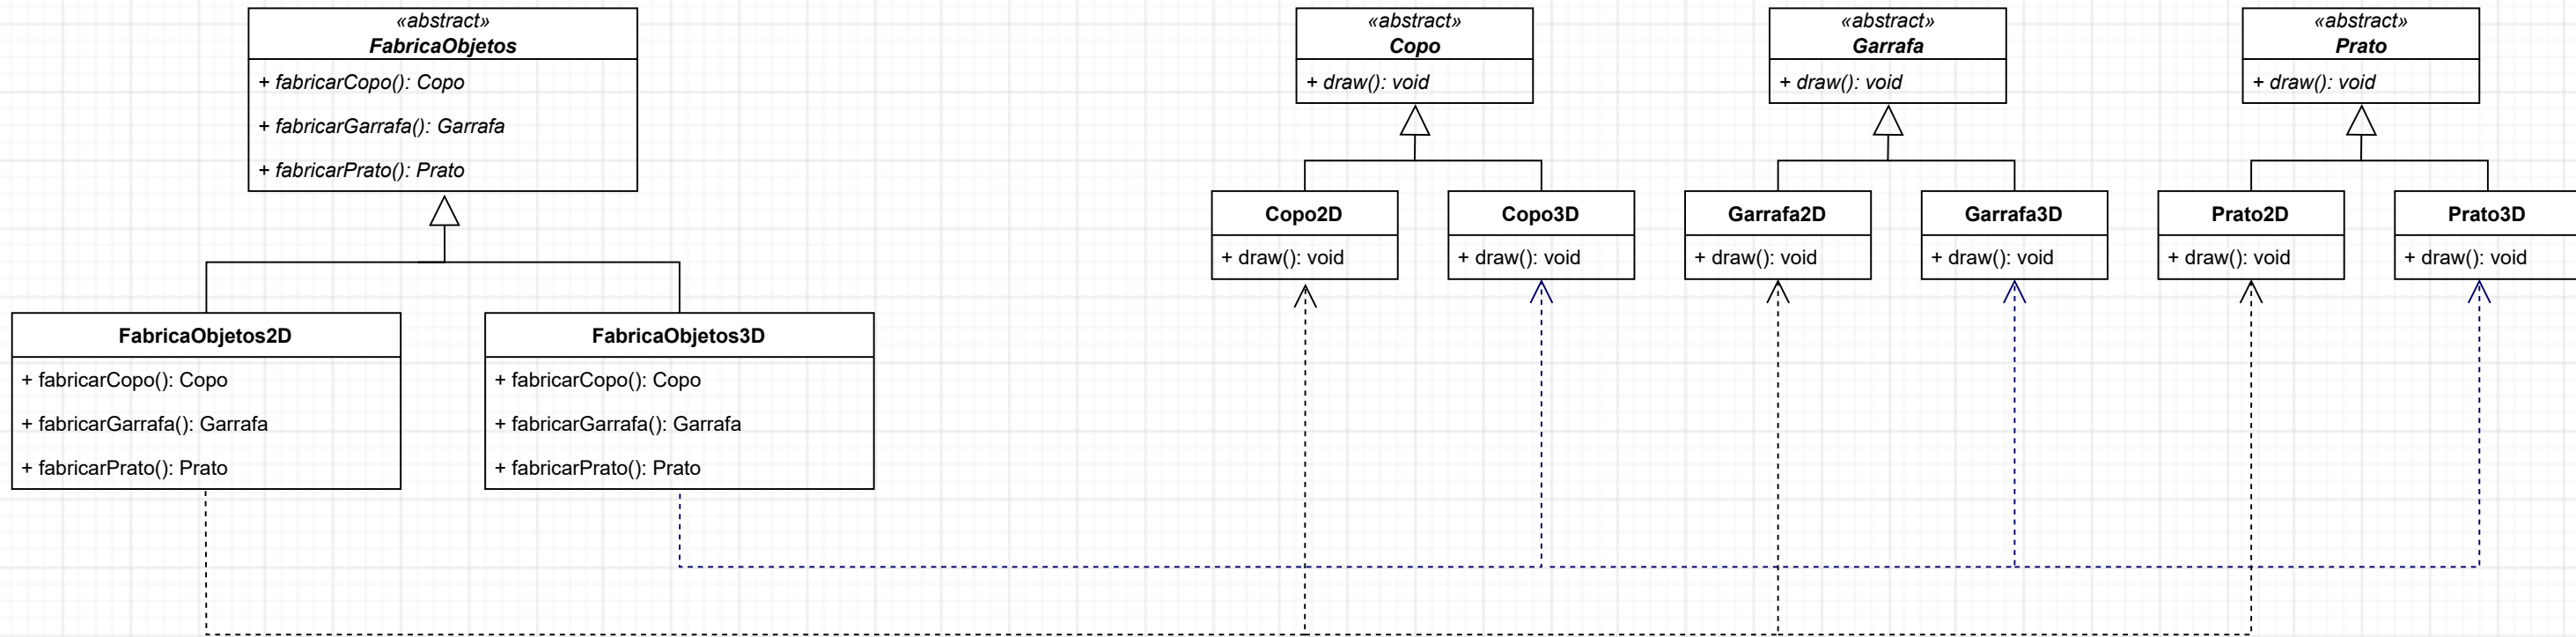 «abstract»
FabricaObjetos
+ fabricarCopo(): Copo
+ fabricarGarrafa(): Garrafa
+ fabricarPrato(): Prato
«abstract»
Copo
+ draw(): void
«abstract»
Garrafa
+ draw(): void
«abstract»
Prato
+ draw(): void
Copo2D
+ draw(): void
Copo3D
+ draw(): void
Garrafa2D
+ draw(): void
Garrafa3D
+ draw(): void
Prato2D
+ draw(): void
Prato3D
+ draw(): void
FabricaObjetos2D
+ fabricarCopo(): Copo
+ fabricarGarrafa(): Garrafa
+ fabricarPrato(): Prato
FabricaObjetos3D
+ fabricarCopo(): Copo
+ fabricarGarrafa(): Garrafa
+ fabricarPrato(): Prato